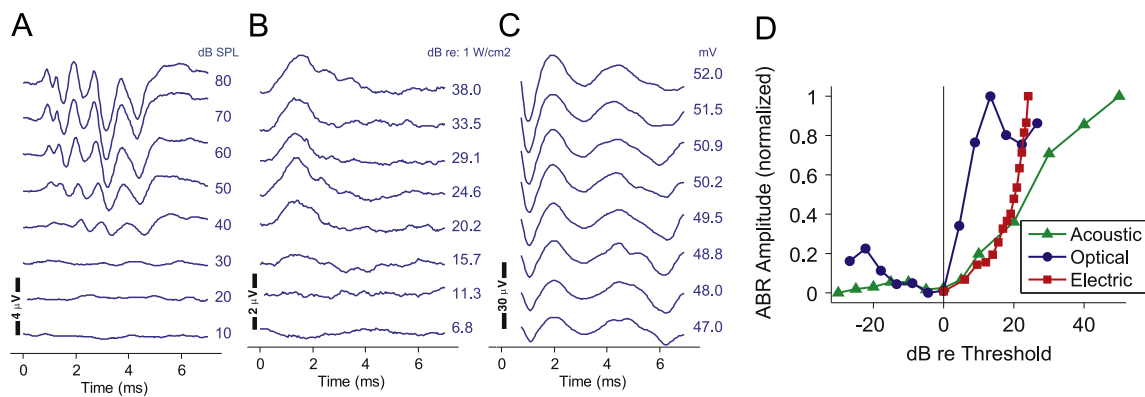 A
dB SPL
80
70
60
50
40
30
20
10
4 μV
0 2 4 6
Time (ms)
B
dB re: 1 W/cm2
38.0
33.5
29.1
24.6
20.2
15.7
11.3
6.8
2 μV
0 2 4 6
Time (ms)
C
mV
52.0
51.5
50.9
50.2
49.5
48.8
48.0
47.0
30 μV
0 2 4 6
Time (ms)
D
ABR Amplitude (normalized)
1
0.8
0.6
0.4
0.2
0
Acoustic
Optical
Electric
-20 0 20 40
dB re Threshold